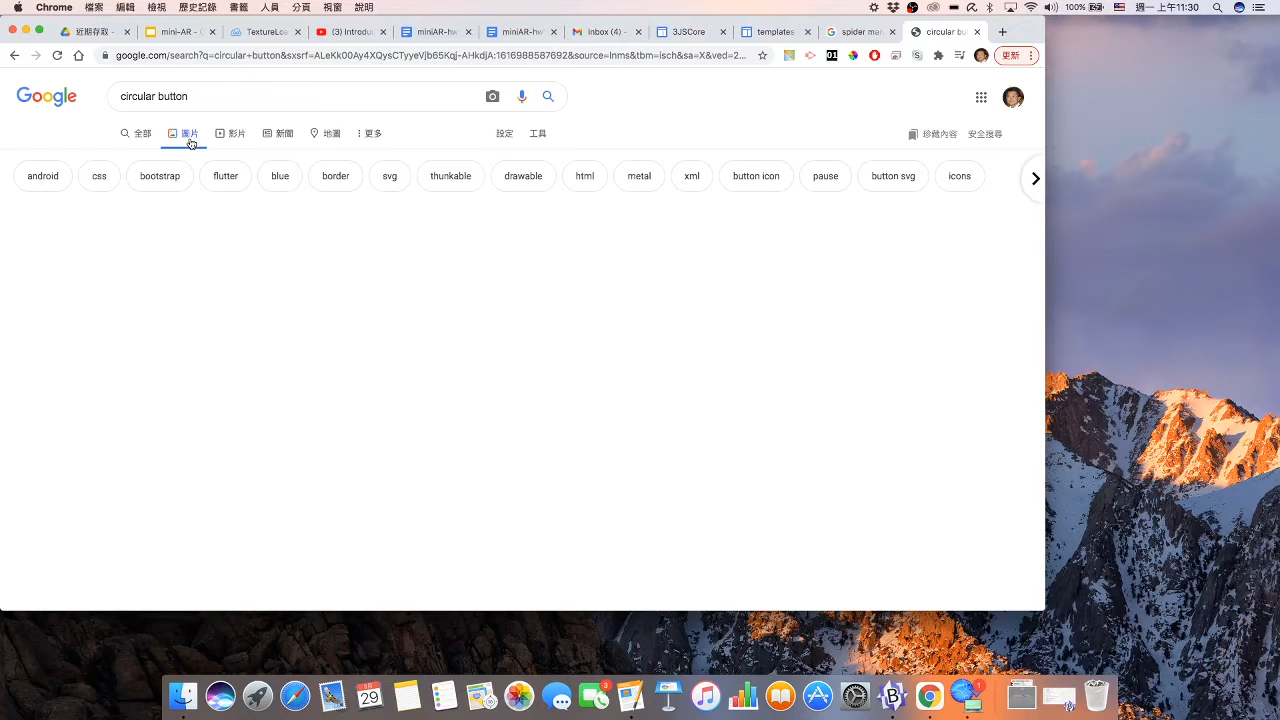 Chrome 檔案 編輯 檢視 歷史記錄 書籤 人員 分頁 視窗 說明 100% 週一 上午11:30
近期存取 - mini-AR - TextureLo (3) Introdu miniAR-hw miniAR-hw Inbox (4) - 3JSCore templates spider ma circular bu
google.com/search?q=circular+button&sxsrf=ALeKk00Ay4XQvsCTyyeVjb65Kqj-AHkdjA:1616988587692&source=lnms&tbm=isch&sa=X&ved=2... 更新
Google circular button
全部 圖片 影片 新聞 地圖 更多 設定 工具 珍藏內容 安全搜尋
android css bootstrap flutter blue border svg thunkable drawable html metal xml button icon pause button svg icons
29 3 1